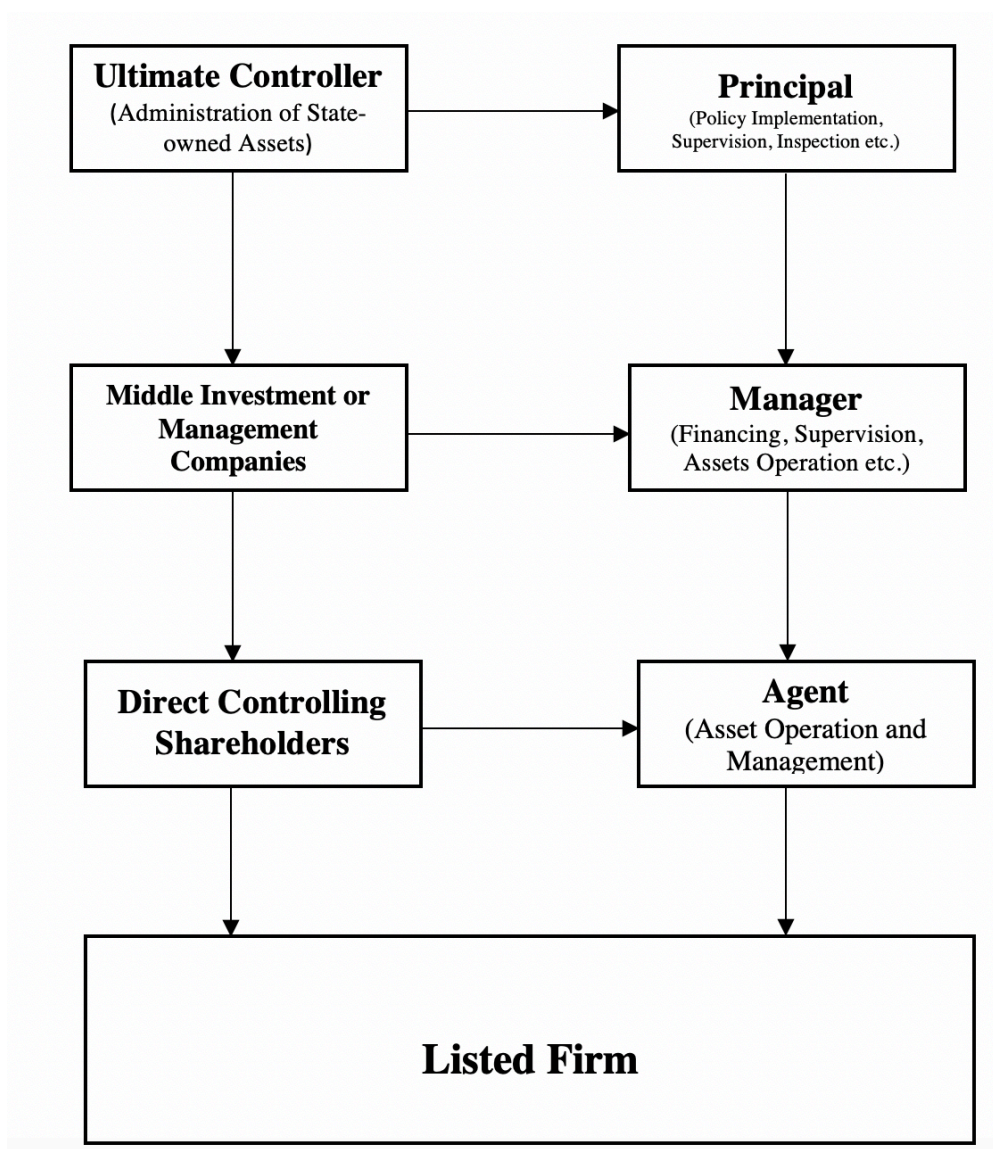 Ultimate Controller
(Administration of State-
owned Assets)
Principal
(Policy Implementation,
Supervision, Inspection etc.)
Middle Investment or
Management
Companies
Manager
(Financing, Supervision,
Assets Operation etc.)
Direct Controlling
Shareholders
Agent
(Asset Operation and
Management)
Listed Firm